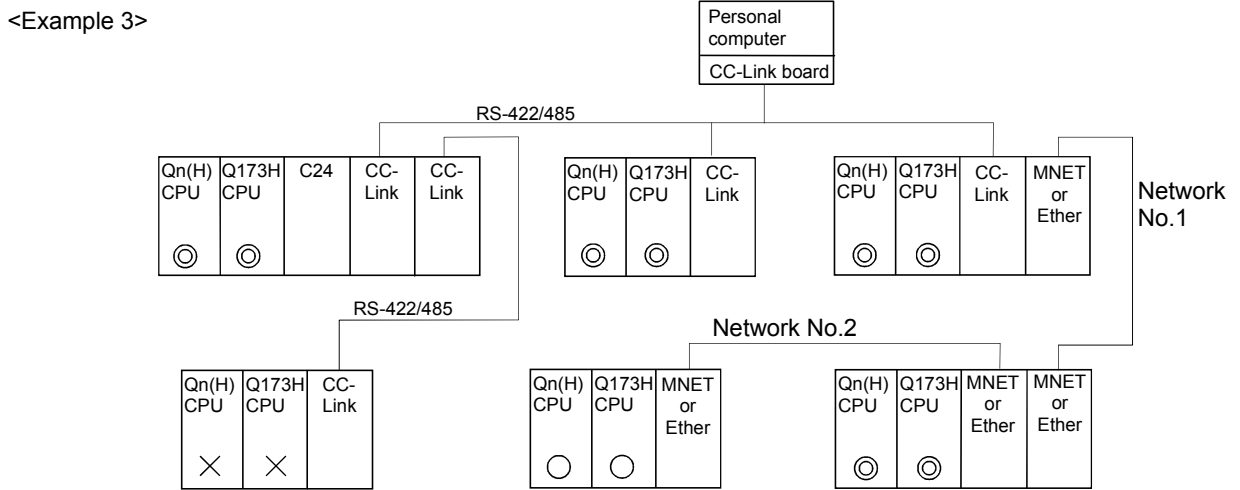 <Example 3>
Personal
computer
CC-Link board
RS-422/485
Qn(H)
CPU
Q173H
CPU
C24
CC-
Link
CC-
Link
Qn(H)
CPU
Q173H
CPU
CC-
Link
Qn(H)
CPU
Q173H
CPU
CC-
Link
MNET
or
Ether
Network
No.1
RS-422/485
Network No.2
Qn(H)
CPU
Q173H
CPU
CC-
Link
Qn(H)
CPU
Q173H
CPU
MNET
or
Ether
Qn(H)
CPU
Q173H
CPU
MNET
or
Ether
MNET
or
Ether